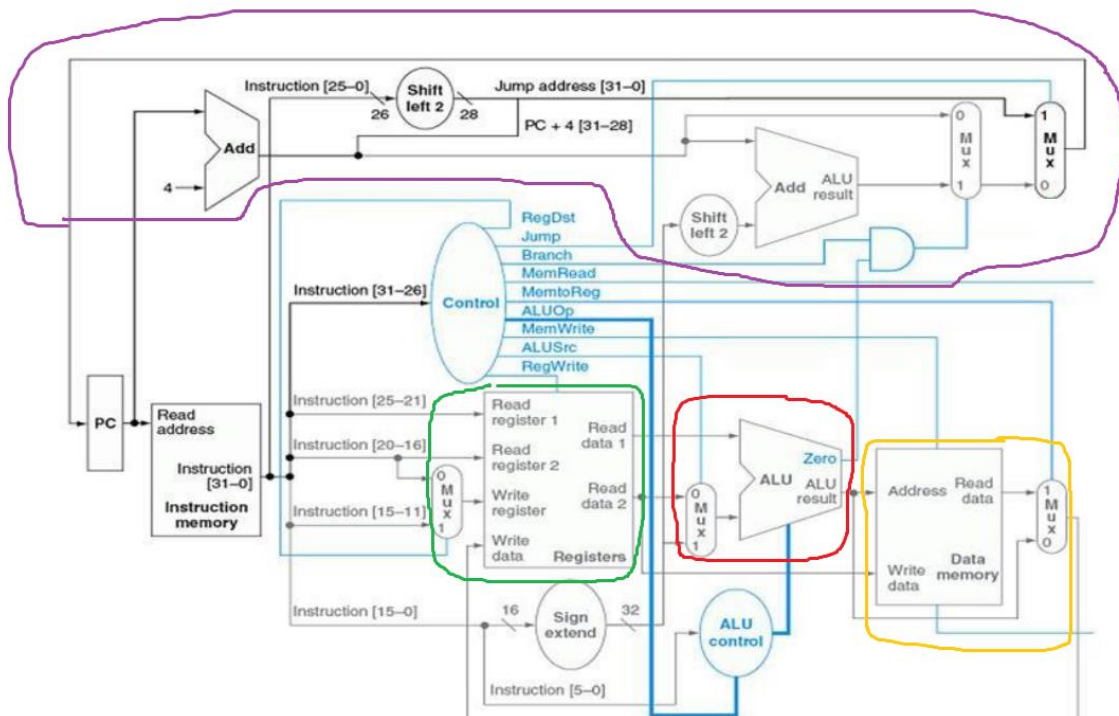 Instruction [25–0]
26
Shift
left 2
28
Jump address [31–0]
PC + 4 [31–28]
Add
4
0
M
u
x
1
1
M
u
x
0
Add
ALU
result
Shift
left 2
RegDst
Jump
Branch
MemRead
MemtoReg
ALUOp
MemWrite
ALUSrc
RegWrite
Instruction [31–26]
Control
PC
Read
address
Instruction
[31–0]
Instruction
memory
Instruction [25–21]
Instruction [20–16]
Instruction [15–11]
0
M
u
x
1
Read
register 1
Read
register 2
Write
register
Write
data
Read
data 1
Read
data 2
Registers
0
M
u
x
1
ALU
Zero
ALU
result
Address
Read
data
Write
data
Data
memory
1
M
u
x
0
Instruction [15–0]
16
Sign
extend
32
ALU
control
Instruction [5–0]